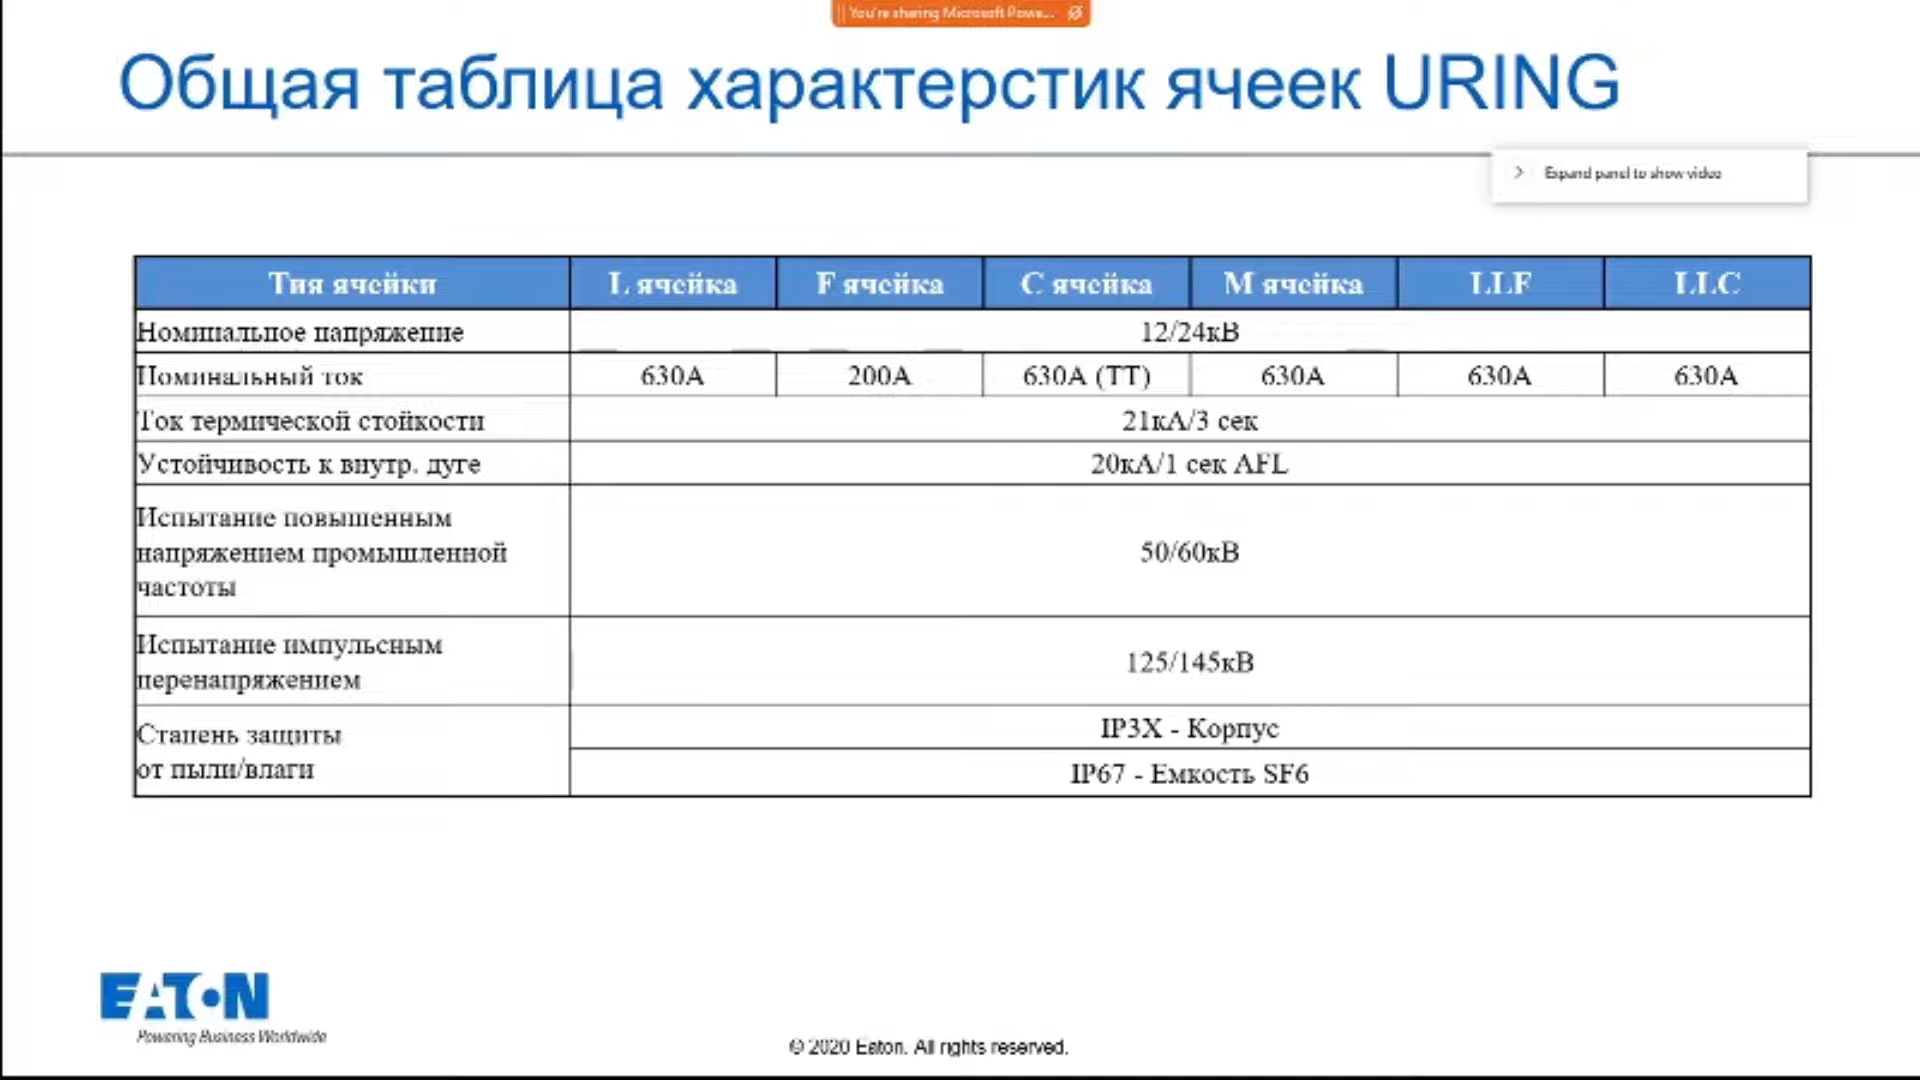 You're sharing Microsoft Powe...
Общая таблица характерстик ячеек URING
Expand panel to show video
Тия ячейки L ячейка F ячейка C ячейка M ячейка LLF LLC
Номинальное напряжение 12/24кВ
Номинальный ток 630А 200А 630А (ТТ) 630А 630А 630А
Ток термической стойкости 21кА/3 сек
Устойчивость к внутр. дуге 20кА/1 сек AFL
Испытание повышенным
напряжением промышленной
частоты
50/60кВ
Испытание импульсным
перенапряжением
125/145кВ
Стапень защиты
от пыли/влаги
IP3X - Корпус
IP67 - Емкость SF6
EATON
Powering Business Worldwide
© 2020 Eaton. All rights reserved.